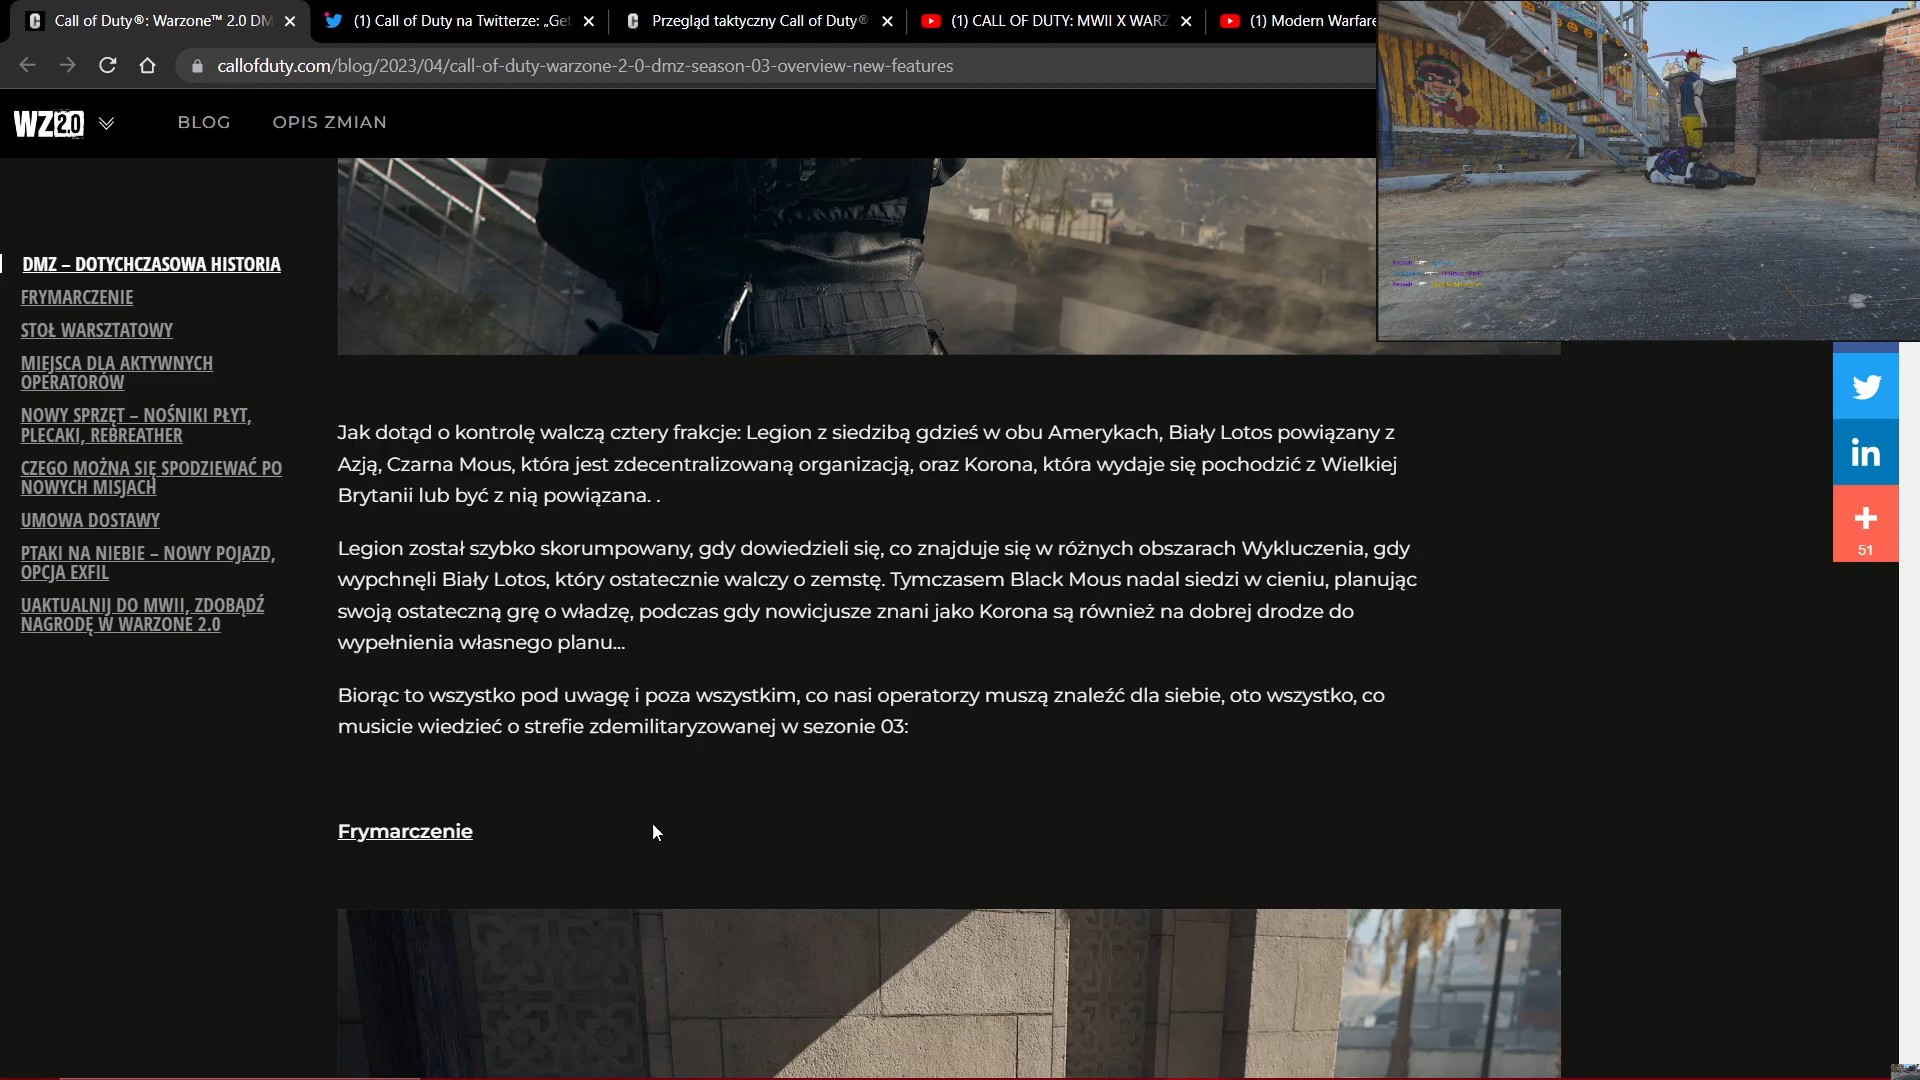 Call of Duty®: Warzone™ 2.0 DM
(1) Call of Duty na Twitterze: „Get
Przegląd taktyczny Call of Duty®
(1) CALL OF DUTY: MWII X WARZ
(1) Modern Warfare
callofduty.com/blog/2023/04/call-of-duty-warzone-2-0-dmz-season-03-overview-new-features
WZ2.0
BLOG
OPIS ZMIAN
DMZ – DOTYCHCZASOWA HISTORIA
FRYMARCZENIE
STOŁ WARSZTATOWY
MIEJSCA DLA AKTYWNYCH
OPERATORÓW
NOWY SPRZĘT – NOŚNIKI PŁYT,
PLECAKI, REBREATHER
CZEGO MOŻNA SIĘ SPODZIEWAĆ PO
NOWYCH MISJACH
UMOWA DOSTAWY
PTAKI NA NIEBIE – NOWY POJAZD,
OPCJA EXFIL
UAKTUALNIJ DO MWII, ZDOBĄDŹ
NAGRODĘ W WARZONE 2.0
Jak dotąd o kontrolę walczą cztery frakcje: Legion z siedzibą gdzieś w obu Amerykach, Biały Lotos powiązany z
Azją, Czarna Mous, która jest zdecentralizowaną organizacją, oraz Korona, która wydaje się pochodzić z Wielkiej
Brytanii lub być z nią powiązana. .
Legion został szybko skorumpowany, gdy dowiedzieli się, co znajduje się w różnych obszarach Wykluczenia, gdy
wypchnęli Biały Lotos, który ostatecznie walczy o zemstę. Tymczasem Black Mous nadal siedzi w cieniu, planując
swoją ostateczną grę o władzę, podczas gdy nowicjusze znani jako Korona są również na dobrej drodze do
wypełnienia własnego planu...
Biorąc to wszystko pod uwagę i poza wszystkim, co nasi operatorzy muszą znaleźć dla siebie, oto wszystko, co
musicie wiedzieć o strefie zdemilitaryzowanej w sezonie 03:
Frymarczenie
in
51